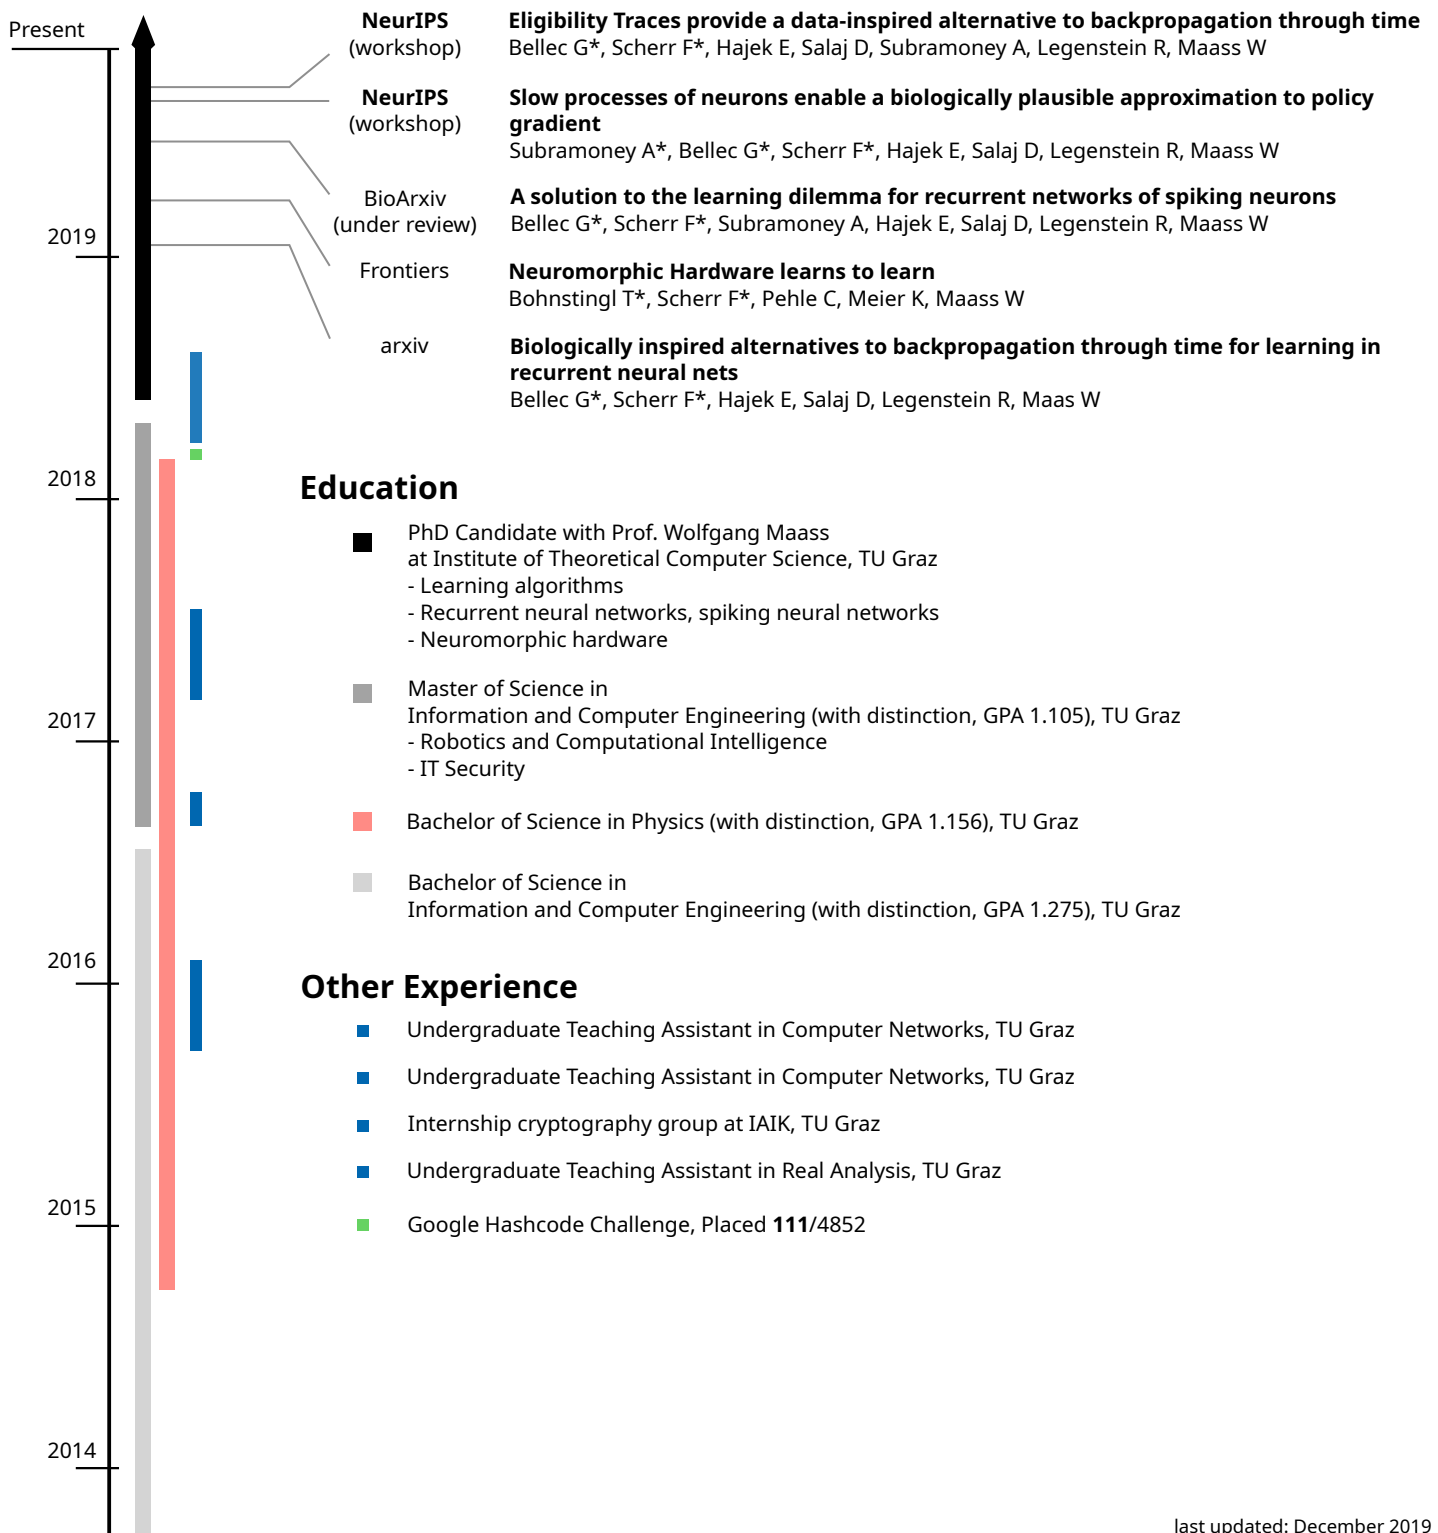 Present
NeurIPS
(workshop)
Eligibility Traces provide a data-inspired alternative to backpropagation through time
Bellec G*, Scherr F*, Hajek E, Salaj D, Subramoney A, Legenstein R, Maass W
NeurIPS
(workshop)
Slow processes of neurons enable a biologically plausible approximation to policy
gradient
Subramoney A*, Bellec G*, Scherr F*, Hajek E, Salaj D, Legenstein R, Maass W
BioArxiv
(under review)
A solution to the learning dilemma for recurrent networks of spiking neurons
Bellec G*, Scherr F*, Subramoney A, Hajek E, Salaj D, Legenstein R, Maass W
2019
Frontiers
Neuromorphic Hardware learns to learn
Bohnstingl T*, Scherr F*, Pehle C, Meier K, Maass W
arxiv
Biologically inspired alternatives to backpropagation through time for learning in
recurrent neural nets
Bellec G*, Scherr F*, Hajek E, Salaj D, Legenstein R, Maas W
2018
Education
PhD Candidate with Prof. Wolfgang Maass
at Institute of Theoretical Computer Science, TU Graz
- Learning algorithms
- Recurrent neural networks, spiking neural networks
- Neuromorphic hardware
Master of Science in
Information and Computer Engineering (with distinction, GPA 1.105), TU Graz
- Robotics and Computational Intelligence
- IT Security
2017
Bachelor of Science in Physics (with distinction, GPA 1.156), TU Graz
Bachelor of Science in
Information and Computer Engineering (with distinction, GPA 1.275), TU Graz
2016
Other Experience
Undergraduate Teaching Assistant in Computer Networks, TU Graz
Undergraduate Teaching Assistant in Computer Networks, TU Graz
Internship cryptography group at IAIK, TU Graz
Undergraduate Teaching Assistant in Real Analysis, TU Graz
2015
Google Hashcode Challenge, Placed 111/4852
2014
last updated: December 2019